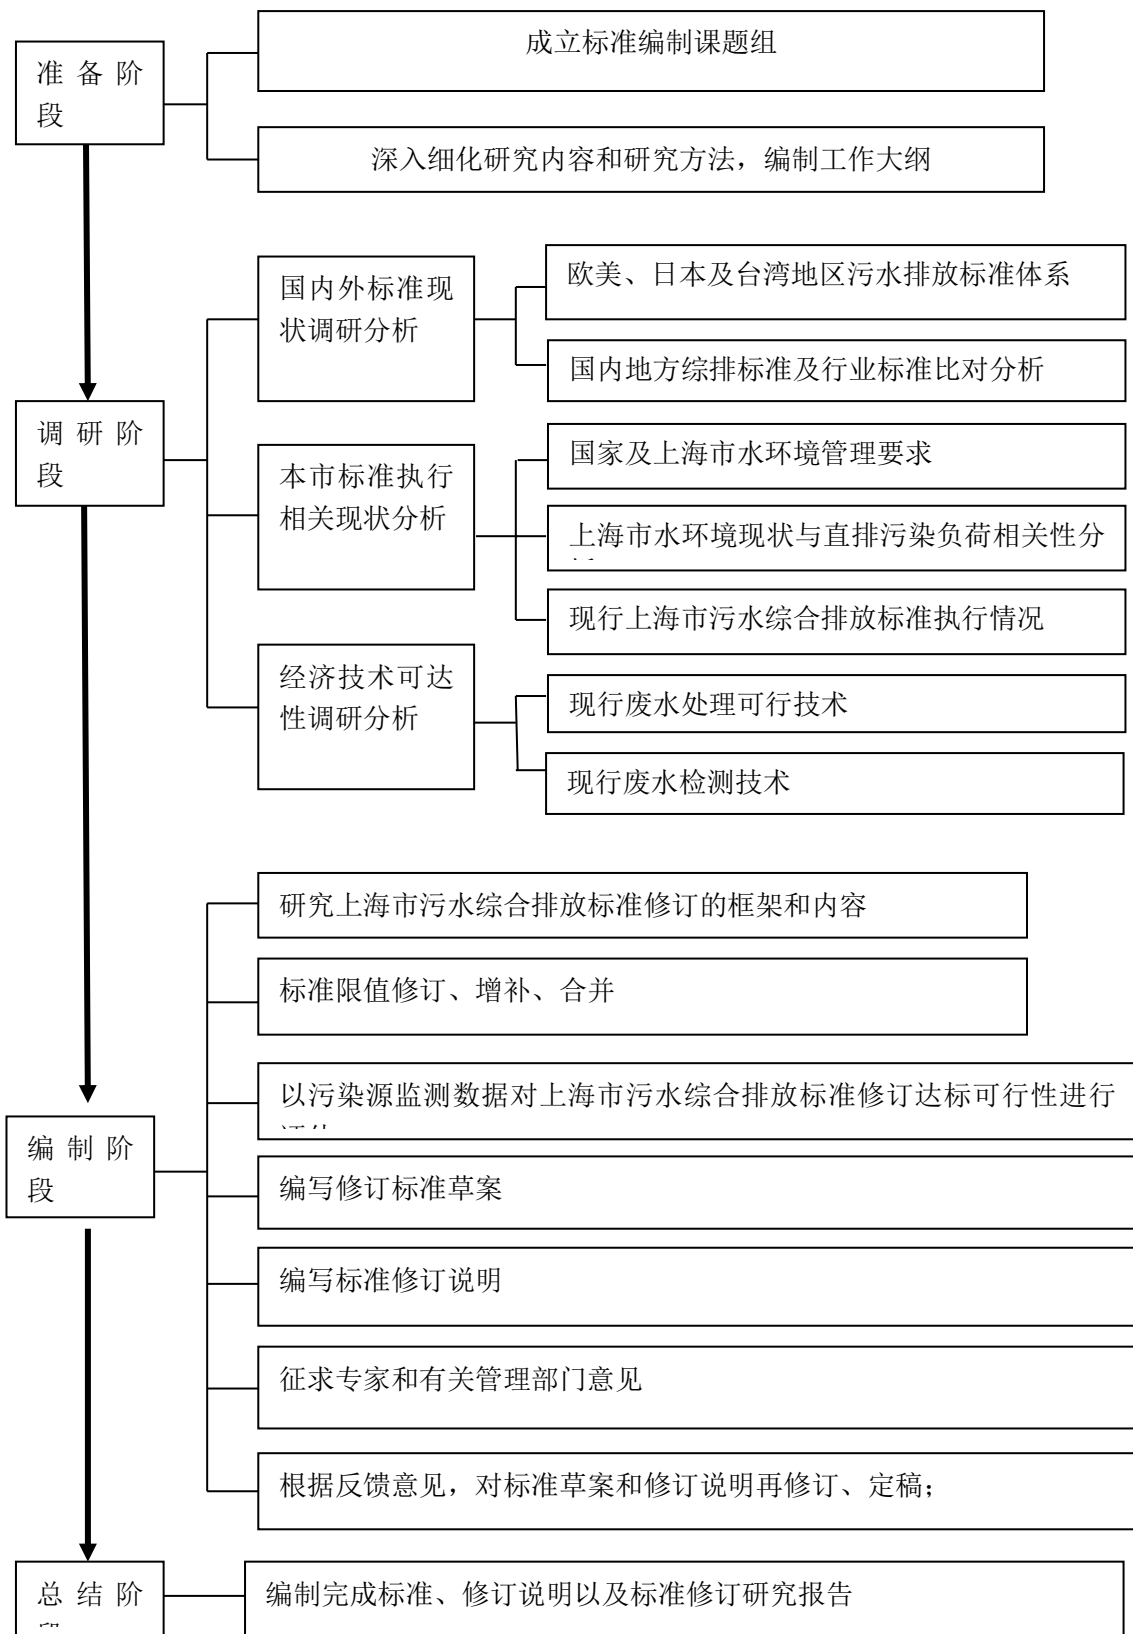 成立标准编制课题组
准备阶
段
深入细化研究内容和研究方法，编制工作大纲
国内外标准现
状调研分析
欧美、日本及台湾地区污水排放标准体系
国内地方综排标准及行业标准比对分析
调研阶
段
本市标准执行
相关现状分析
国家及上海市水环境管理要求
上海市水环境现状与直排污染负荷相关性分
现行上海市污水综合排放标准执行情况
经济技术可达
性调研分析
现行废水处理可行技术
现行废水检测技术
研究上海市污水综合排放标准修订的框架和内容
标准限值修订、增补、合并
以污染源监测数据对上海市污水综合排放标准修订达标可行性进行
编制阶
段
编写修订标准草案
编写标准修订说明
征求专家和有关管理部门意见
根据反馈意见，对标准草案和修订说明再修订、定稿；
总结阶
编制完成标准、修订说明以及标准修订研究报告